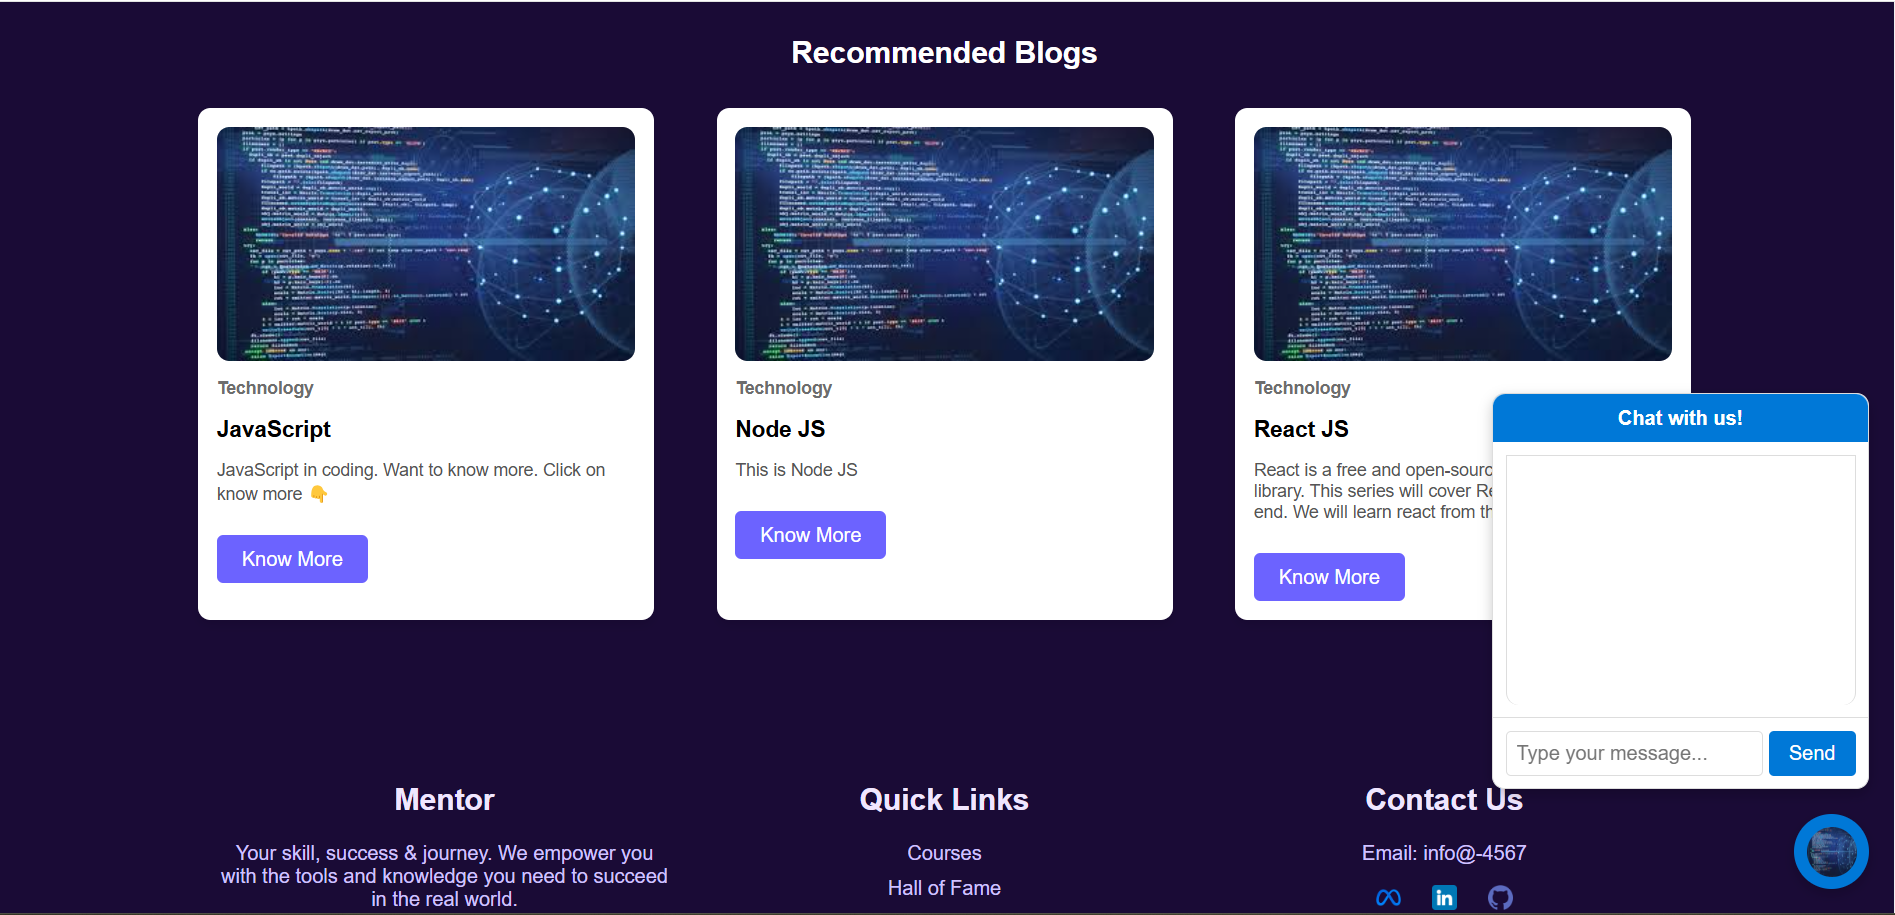 Recommended Blogs
Technology
JavaScript
JavaScript in coding. Want to know more. Click on
know more 👇
Know More
Technology
Node JS
This is Node JS
Know More
Technology
React JS
React is a free and open-sourc
library. This series will cover Re
end. We will learn react from th
Know More
Chat with us!
Type your message...
Send
Mentor
Your skill, success & journey. We empower you
with the tools and knowledge you need to succeed
in the real world.
Quick Links
Courses
Hall of Fame
Contact Us
Email: info@-4567